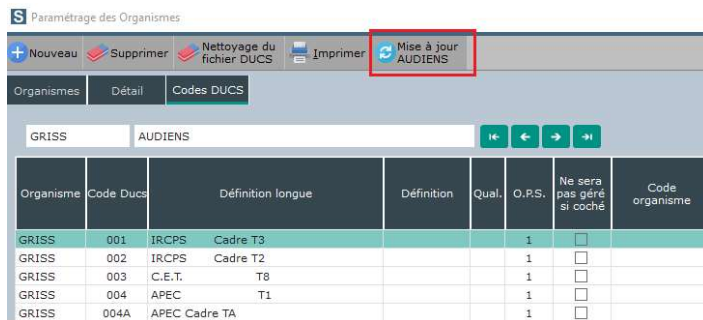 S Paramétrage des Organismes
Nouveau Supprimer Nettoyage du fichier DUCS Imprimer Mise à jour AUDIENS
Organismes Détail Codes DUCS
GRISS AUDIENS
Organisme Code Ducs Définition longue Définition Qual. O.P.S. Ne sera pas géré si coché Code organisme
GRISS 001 IRCPS Cadre T3 1
GRISS 002 IRCPS Cadre T2 1
GRISS 003 C.E.T. T8 1
GRISS 004 APEC T1 1
GRISS 004A APEC Cadre TA 1